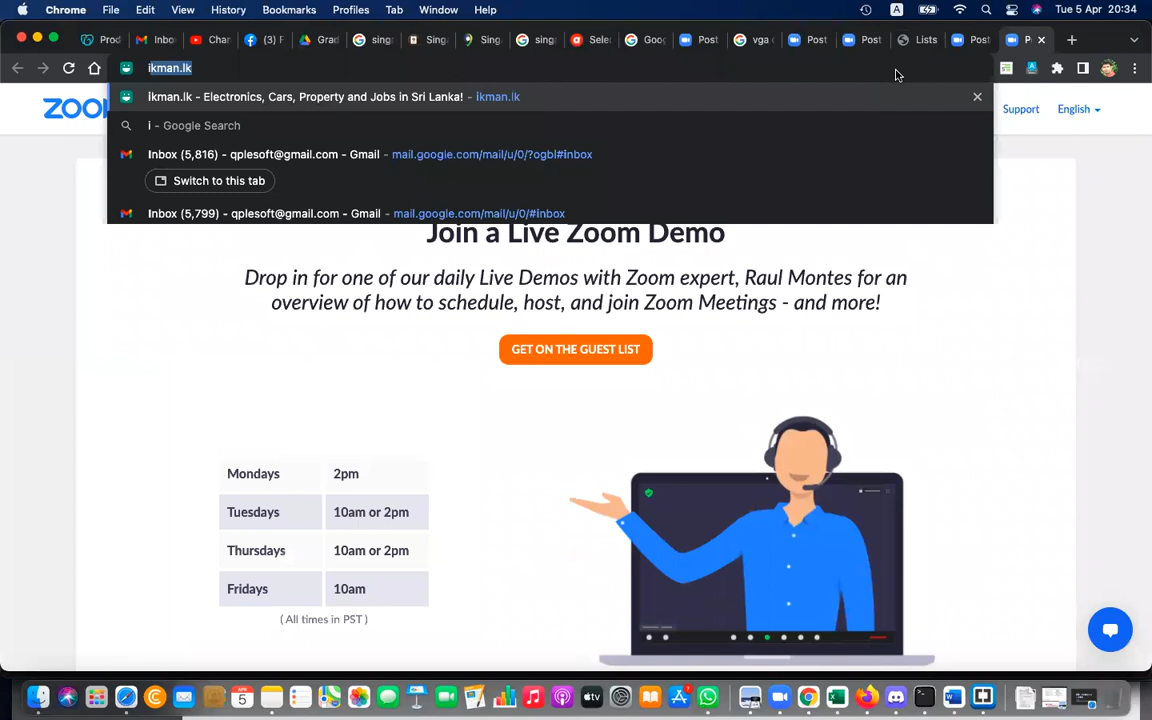 Chrome File Edit View History Bookmarks Profiles Tab Window Help A Tue 5 Apr 20:34
Prod Inbo Char (3) F Grad sing Sing. Sing. sing Sele Goog Post vga Post Post Lists Post P
ikman.lk
ikman.lk - Electronics, Cars, Property and Jobs in Sri Lanka! - ikman.lk
i - Google Search
Inbox (5,816) - qplesoft@gmail.com - Gmail - mail.google.com/mail/u/0/?ogbl#inbox
Switch to this tab
Inbox (5,799) - qplesoft@gmail.com - Gmail - mail.google.com/mail/u/0/#inbox
ZOO
Support English
Join a Live Zoom Demo
Drop in for one of our daily Live Demos with Zoom expert, Raul Montes for an
overview of how to schedule, host, and join Zoom Meetings - and more!
GET ON THE GUEST LIST
Mondays 2pm
Tuesdays 10am or 2pm
Thursdays 10am or 2pm
Fridays 10am
( All times in PST )